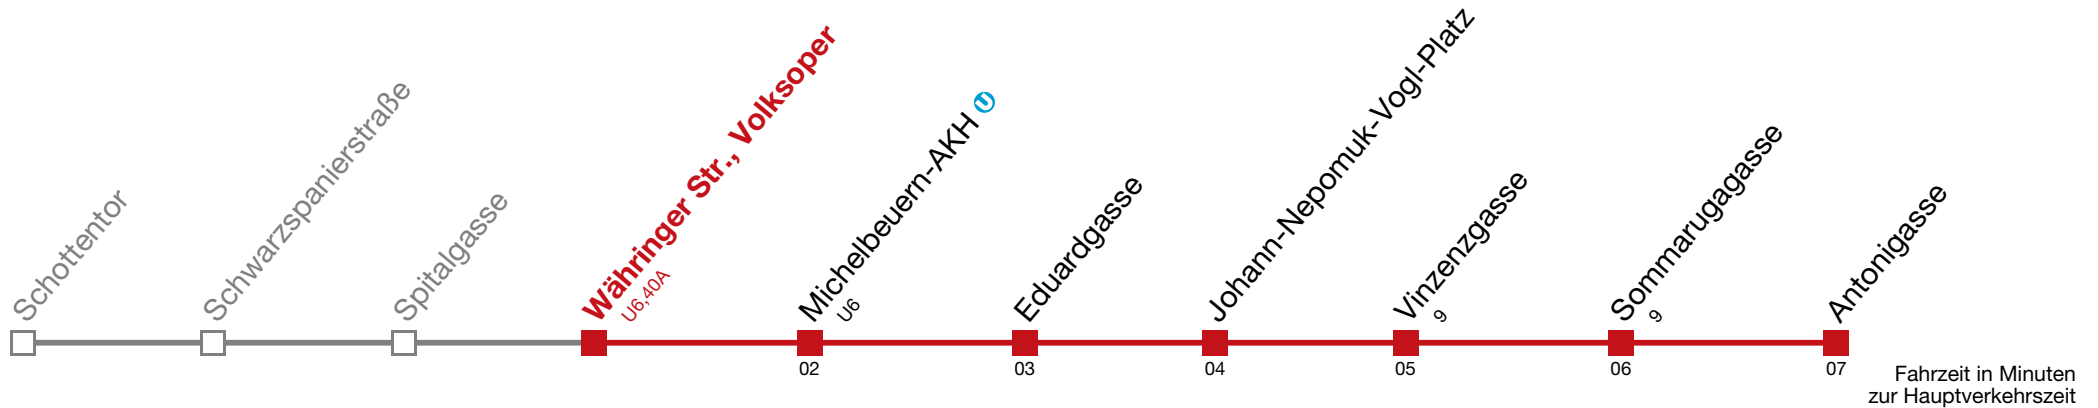 Schottentor
Schwarzspanierstraße
Spitalgasse
Währinger Str., Volksoper
U6,40A
Michelbeuern-AKH U
U6
Eduardgasse
Johann-Nepomuk-Vogl-Platz
Vinzenzgasse
9
Sommarugagasse
9
Antonigasse
02
03
04
05
06
07
Fahrzeit in Minuten
zur Hauptverkehrszeit